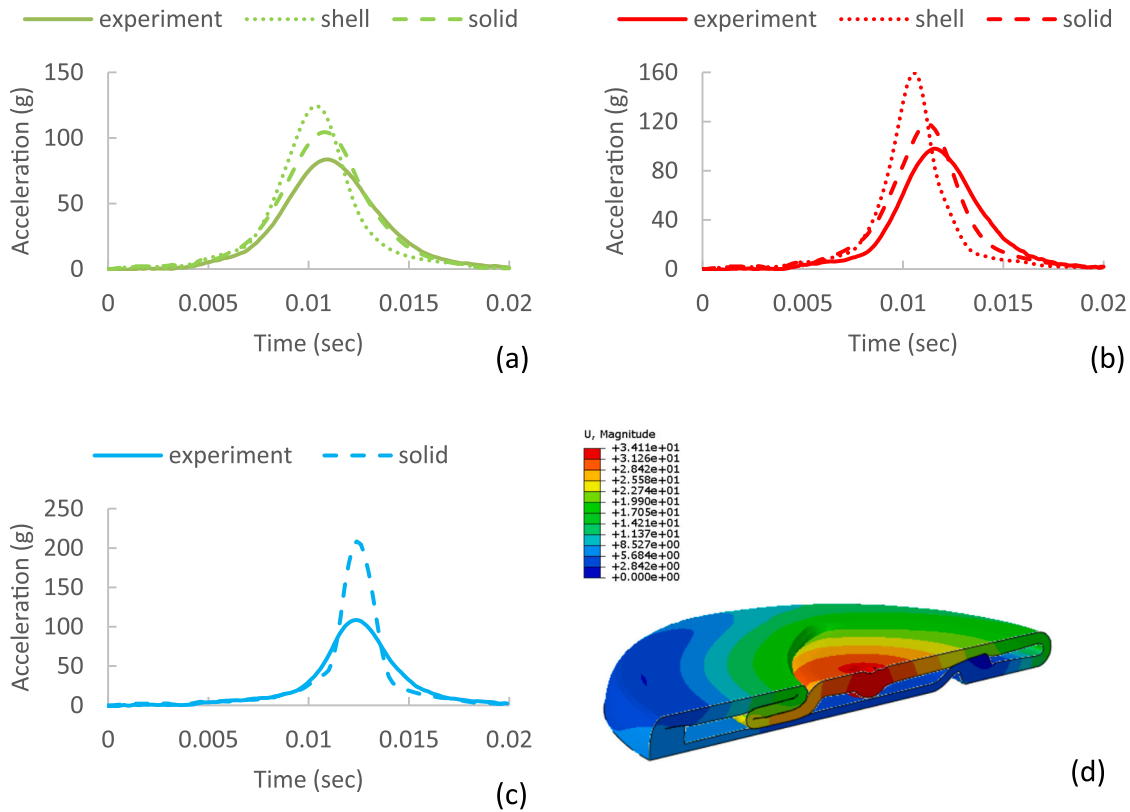 experiment shell solid
150
100
50
0
0 0.005 0.01 0.015 0.02
Acceleration (g)
Time (sec)
(a)
experiment shell solid
160
120
80
40
0
0 0.005 0.01 0.015 0.02
Acceleration (g)
Time (sec)
(b)
experiment solid
250
200
150
100
50
0
0 0.005 0.01 0.015 0.02
Acceleration (g)
Time (sec)
(c)
U, Magnitude
+3.411e+01
+3.126e+01
+2.842e+01
+2.558e+01
+2.274e+01
+1.990e+01
+1.705e+01
+1.421e+01
+1.137e+01
+8.527e+00
+5.684e+00
+2.842e+00
+0.000e+00
(d)